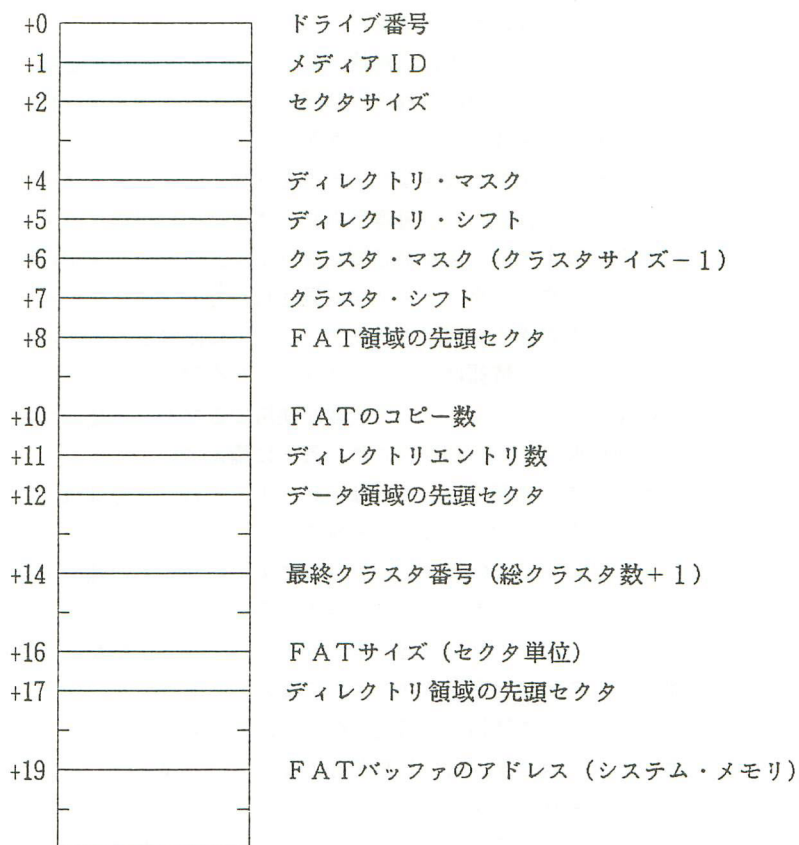 +0 ドライブ番号
+1 メディアＩＤ
+2 セクタサイズ
+4 ディレクトリ・マスク
+5 ディレクトリ・シフト
+6 クラスタ・マスク（クラスタサイズ－１）
+7 クラスタ・シフト
+8 ＦＡＴ領域の先頭セクタ
+10 ＦＡＴのコピー数
+11 ディレクトリエントリ数
+12 データ領域の先頭セクタ
+14 最終クラスタ番号（総クラスタ数＋１）
+16 ＦＡＴサイズ（セクタ単位）
+17 ディレクトリ領域の先頭セクタ
+19 ＦＡＴバッファのアドレス（システム・メモリ）